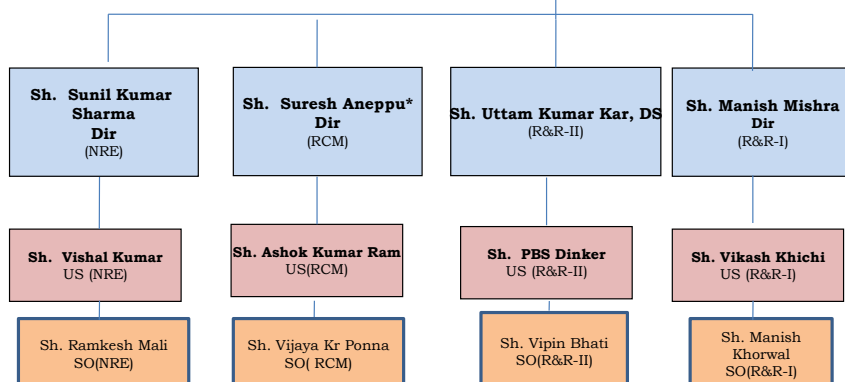 Sh. Sunil Kumar
Sharma
Dir
(NRE)
Sh. Suresh Aneppu*
Dir
(RCM)
Sh. Uttam Kumar Kar, DS
(R&R-II)
Sh. Manish Mishra
Dir
(R&R-I)
Sh. Vishal Kumar
US (NRE)
Sh. Ashok Kumar Ram
US(RCM)
Sh. PBS Dinker
US (R&R-II)
Sh. Vikash Khichi
US (R&R-I)
Sh. Ramkesh Mali
SO(NRE)
Sh. Vijaya Kr Ponna
SO( RCM)
Sh. Vipin Bhati
SO(R&R-II)
Sh. Manish
Khorwal
SO(R&R-I)